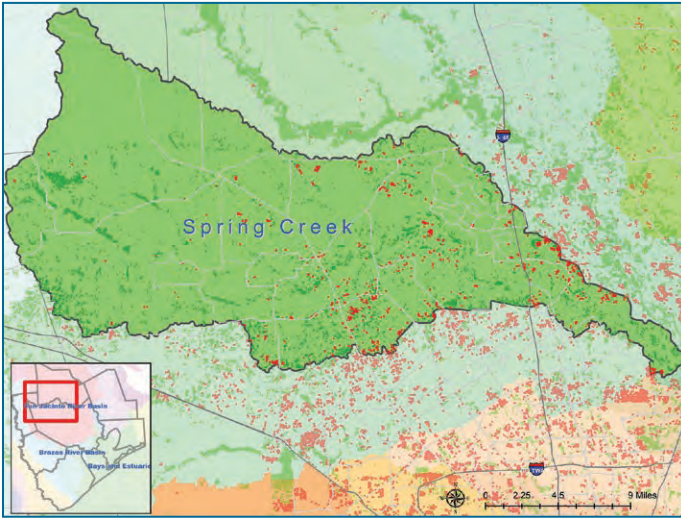 I-45
Spring Creek
San Jacinto River Basin
Brazos River Basin
Bays and Estuaries
0 2.25 4.5 9 Miles